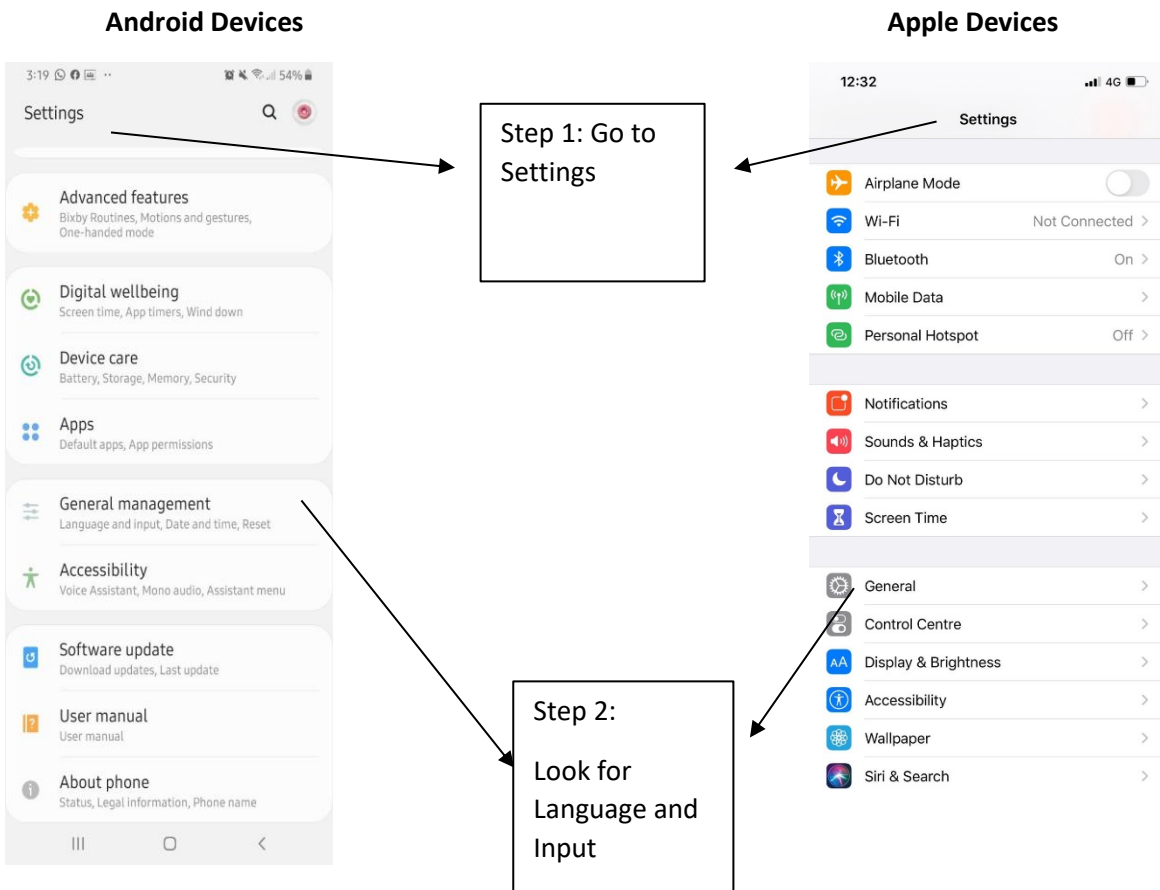 Android Devices
Apple Devices
3:19
54%
Settings
Advanced features
Bixby Routines, Motions and gestures,
One-handed mode
Digital wellbeing
Screen time, App timers, Wind down
Device care
Battery, Storage, Memory, Security
Apps
Default apps, App permissions
General management
Language and input, Date and time, Reset
Accessibility
Voice Assistant, Mono audio, Assistant menu
Software update
Download updates, Last update
User manual
User manual
About phone
Status, Legal information, Phone name
Step 1: Go to
Settings
Step 2:
Look for
Language and
Input
12:32
4G
Settings
Airplane Mode
Wi-Fi Not Connected
Bluetooth On
Mobile Data
Personal Hotspot Off
Notifications
Sounds & Haptics
Do Not Disturb
Screen Time
General
Control Centre
AA Display & Brightness
Accessibility
Wallpaper
Siri & Search